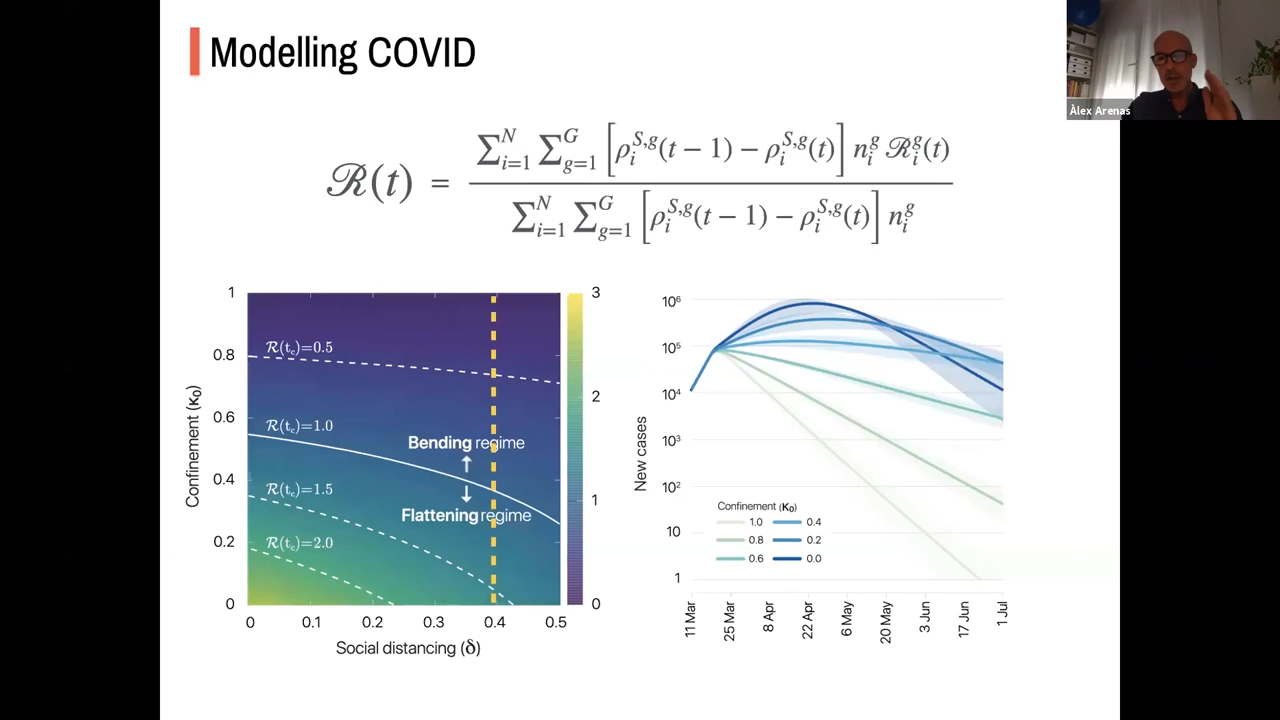 Modelling COVID
Àlex Arenas
ℛ(t) = \frac{\sum_{i=1}^{N} \sum_{g=1}^{G} [ρ_i^{S,g}(t − 1) − ρ_i^{S,g}(t)] n_i^g ℛ_i^g(t)}{\sum_{i=1}^{N} \sum_{g=1}^{G} [ρ_i^{S,g}(t − 1) − ρ_i^{S,g}(t)] n_i^g}
Confinement (κ₀)
1
0.8
0.6
0.4
0.2
0
ℛ(t_c)=0.5
ℛ(t_c)=1.0
Bending regime
ℛ(t_c)=1.5
Flattening regime
ℛ(t_c)=2.0
0 0.1 0.2 0.3 0.4 0.5
Social distancing (δ)
3
2
1
0
New cases
10⁶
10⁵
10⁴
10³
10²
10
1
Confinement (κ₀)
1.0 0.4
0.8 0.2
0.6 0.0
11 Mar
25 Mar
8 Apr
22 Apr
6 May
20 May
3 Jun
17 Jun
1 Jul